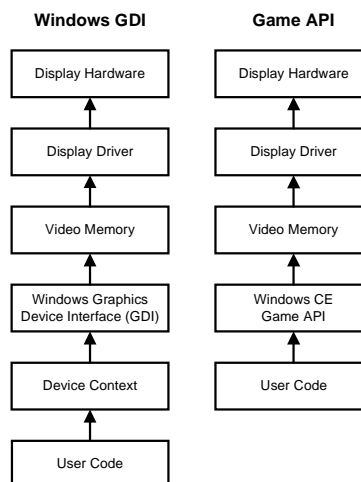 Windows GDI
Display Hardware
Display Driver
Video Memory
Windows Graphics
Device Interface (GDI)
Device Context
User Code
Game API
Display Hardware
Display Driver
Video Memory
Windows CE
Game API
User Code